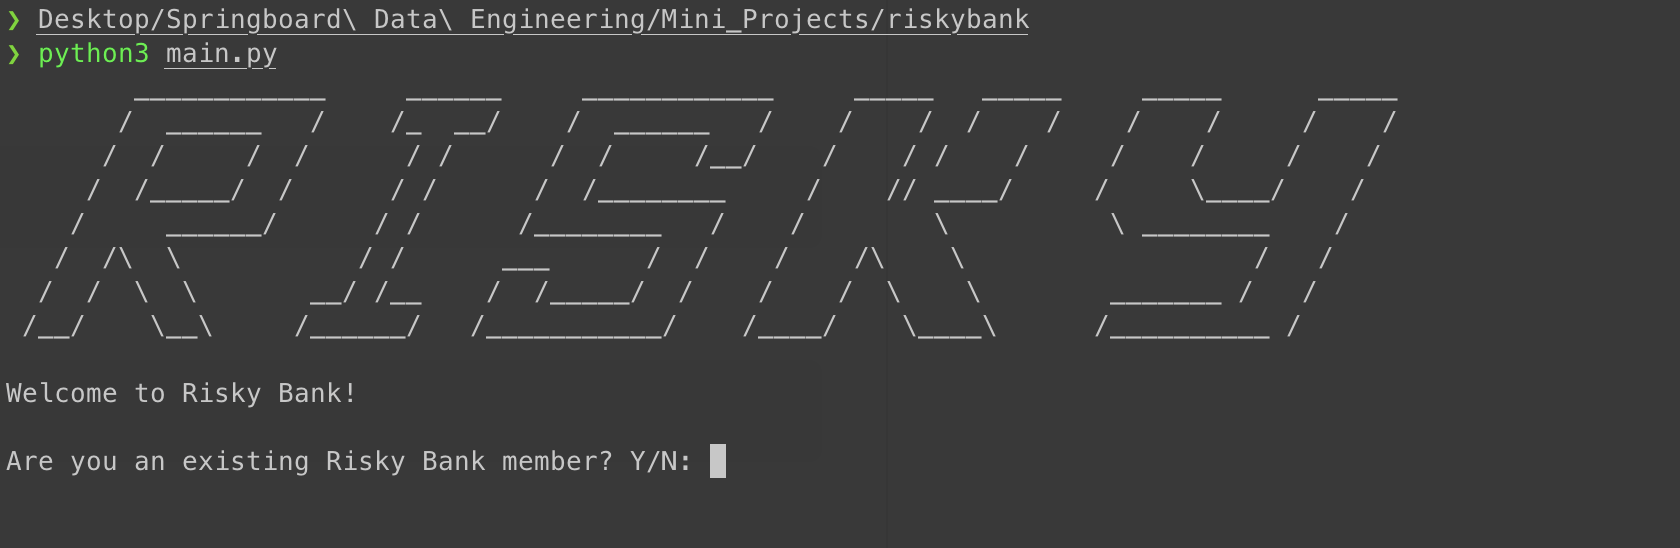 ❯ Desktop/Springboard\ Data\ Engineering/Mini_Projects/riskybank
❯ python3 main.py
RISKY
Welcome to Risky Bank!
Are you an existing Risky Bank member? Y/N: